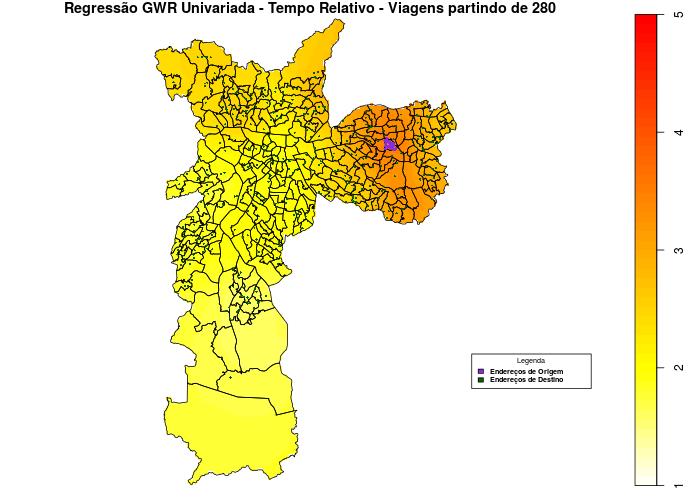 Regressão GWR Univariada - Tempo Relativo - Viagens partindo de 280
5
4
3
2
1
Legenda
Endereços de Origem
Endereços de Destino